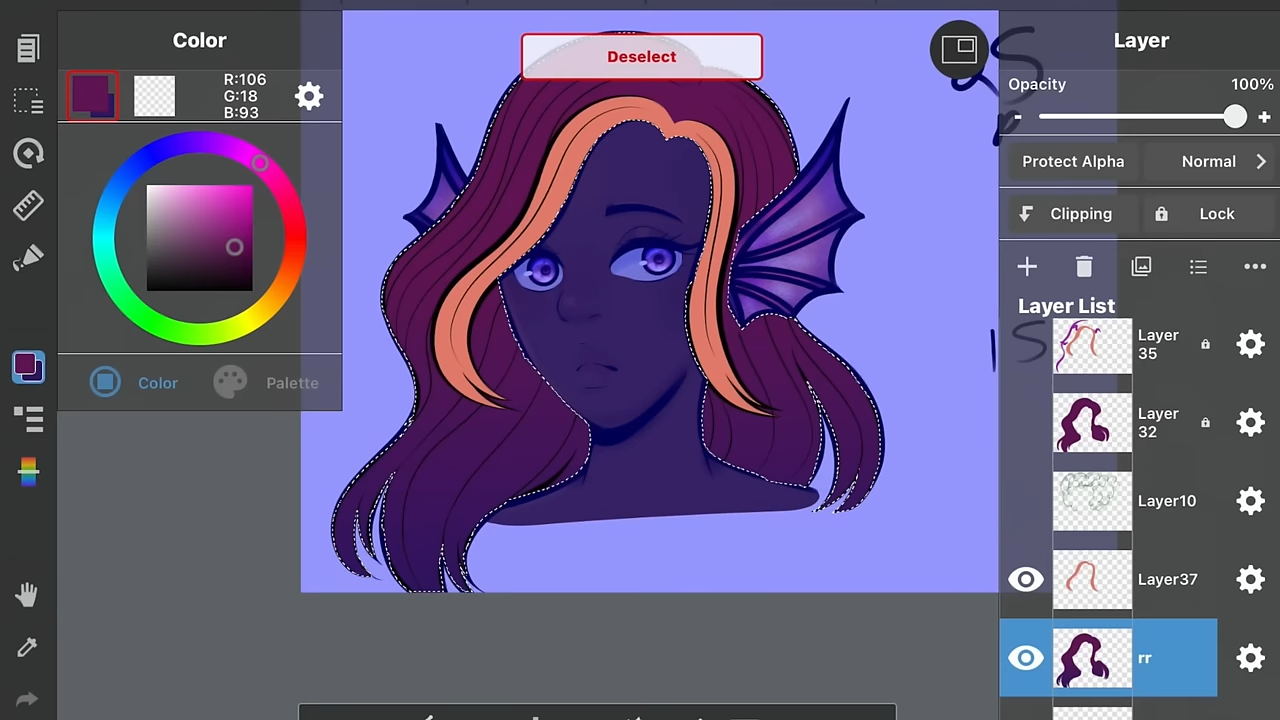 Color
R:106
G:18
B:93
Color
Palette
Deselect
Layer
Opacity
100%
Protect Alpha
Normal
Clipping
Lock
Layer List
Layer
35
Layer
32
Layer10
Layer37
rr